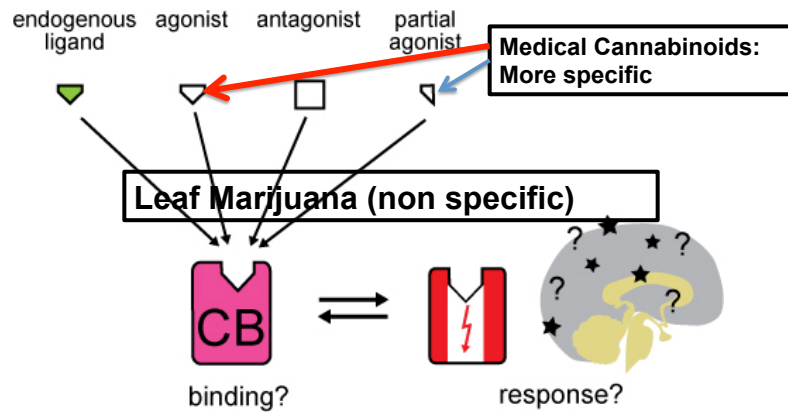 endogenous
ligand
agonist
antagonist
partial
agonist
Medical Cannabinoids:
More specific
Leaf Marijuana (non specific)
CB
? ? ? ?
binding?
response?